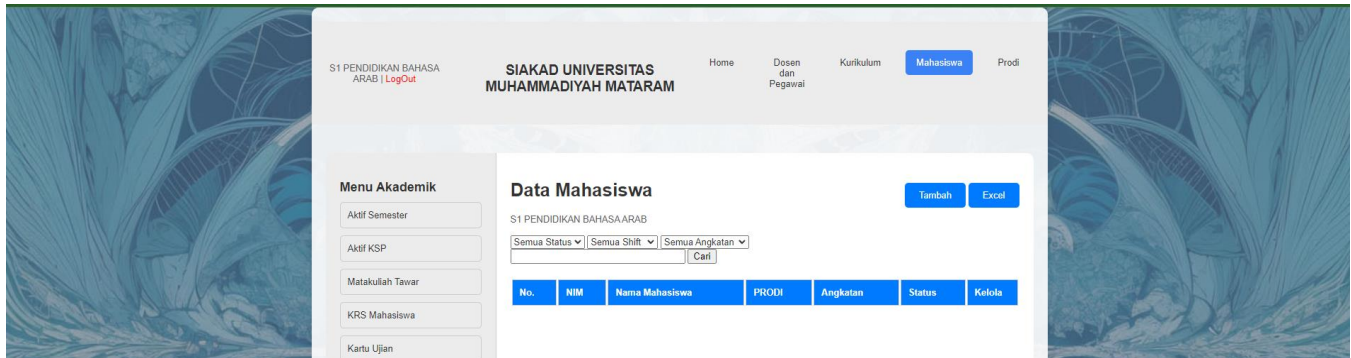 S1 PENDIDIKAN BAHASA
ARAB | LogOut
SIAKAD UNIVERSITAS
MUHAMMADIYAH MATARAM
Home
Dosen
dan
Pegawai
Kurikulum
Mahasiswa
Prodi
Menu Akademik
Aktif Semester
Aktif KSP
Matakuliah Tawar
KRS Mahasiswa
Kartu Ujian
Data Mahasiswa
Tambah
Excel
S1 PENDIDIKAN BAHASA ARAB
Semua Status Semua Shift Semua Angkatan
Cari
No. NIM Nama Mahasiswa PRODI Angkatan Status Kelola